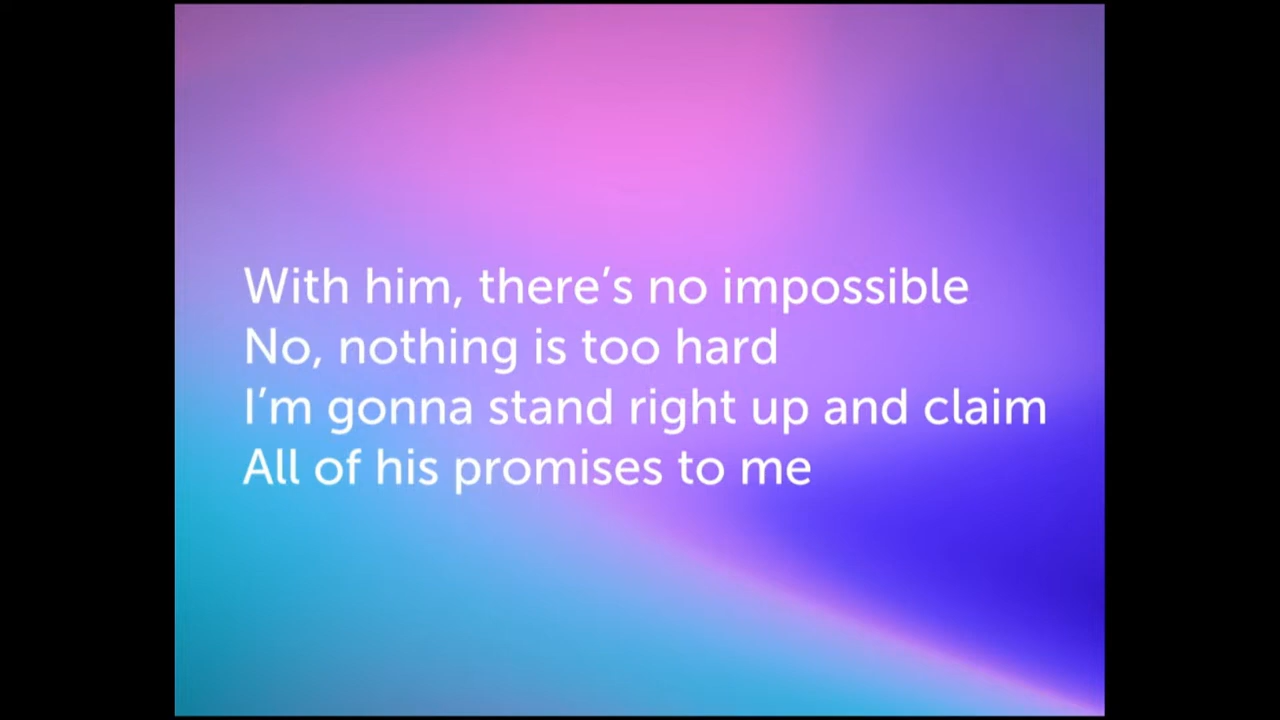 With him, there’s no impossible
No, nothing is too hard
I’m gonna stand right up and claim
All of his promises to me